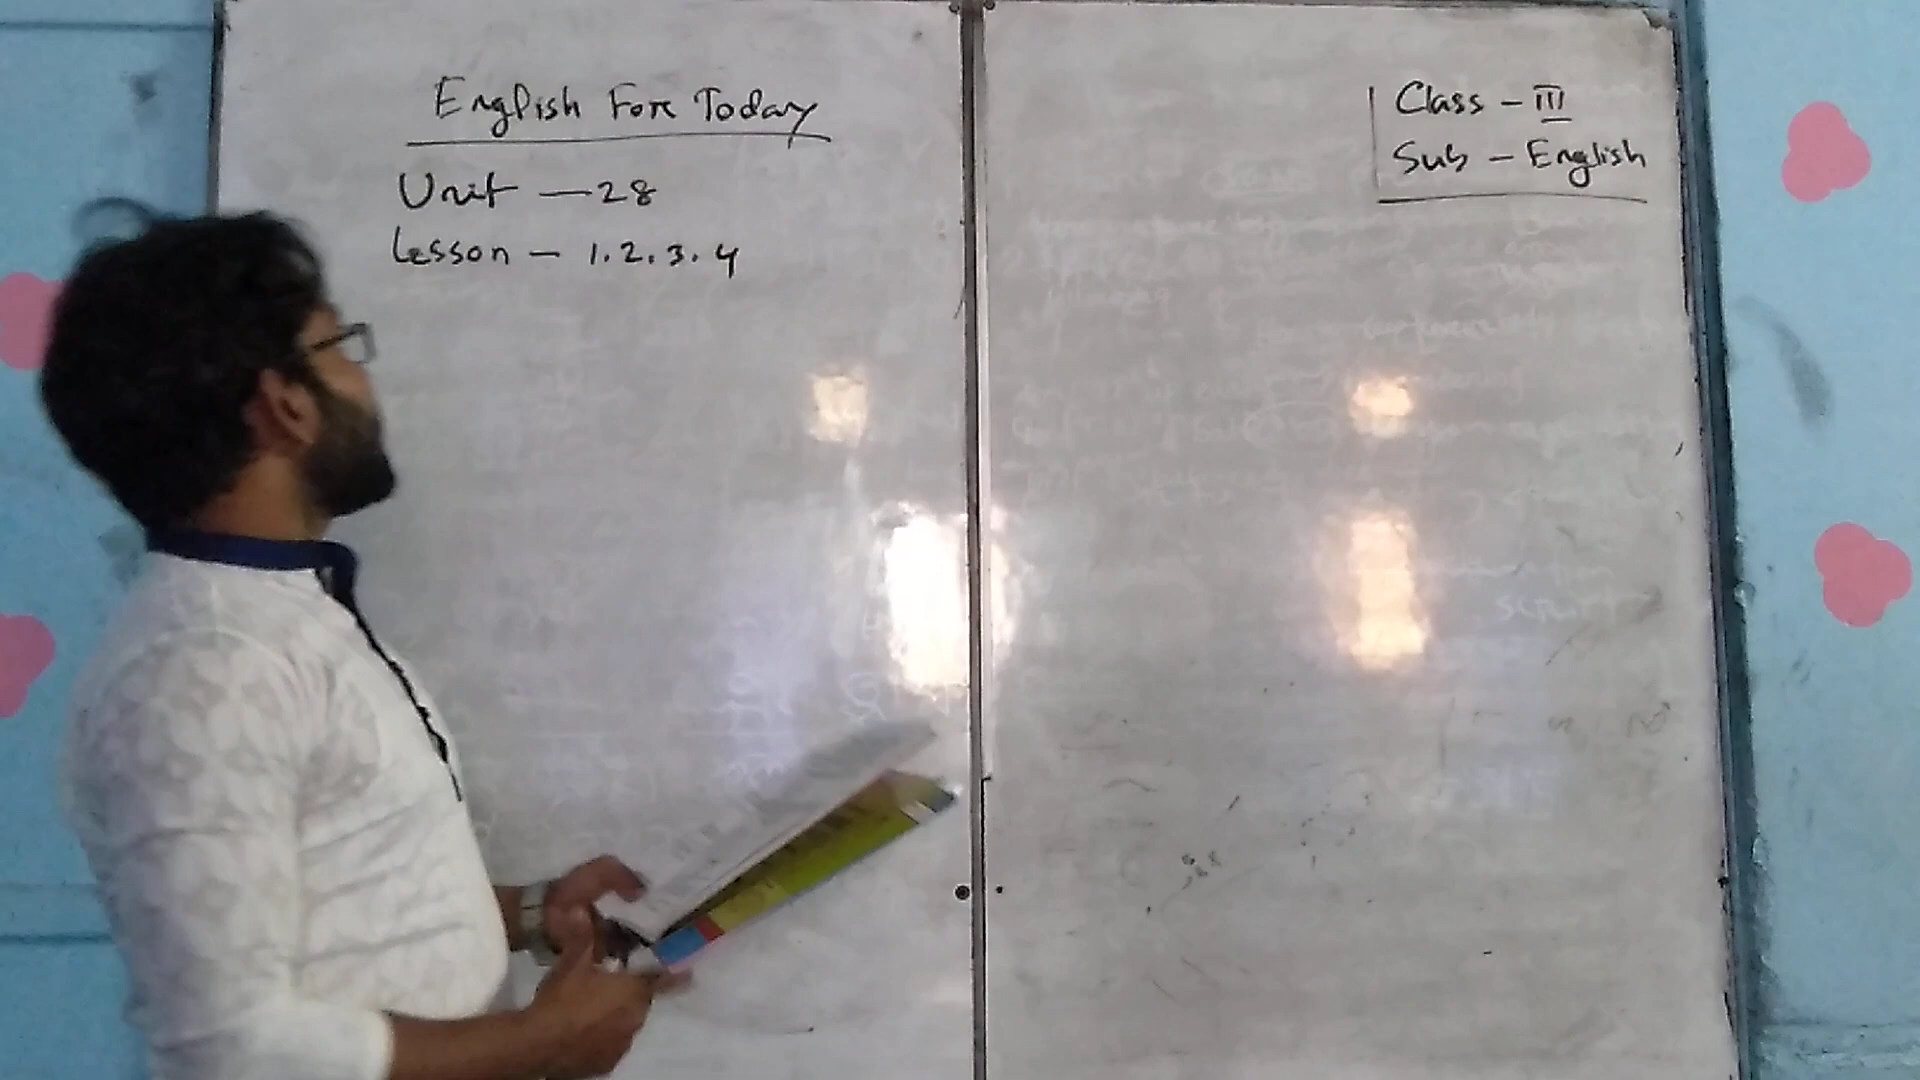 English For Today
Unit — 28
Lesson — 1.2.3.4
Class - III
Sub - English